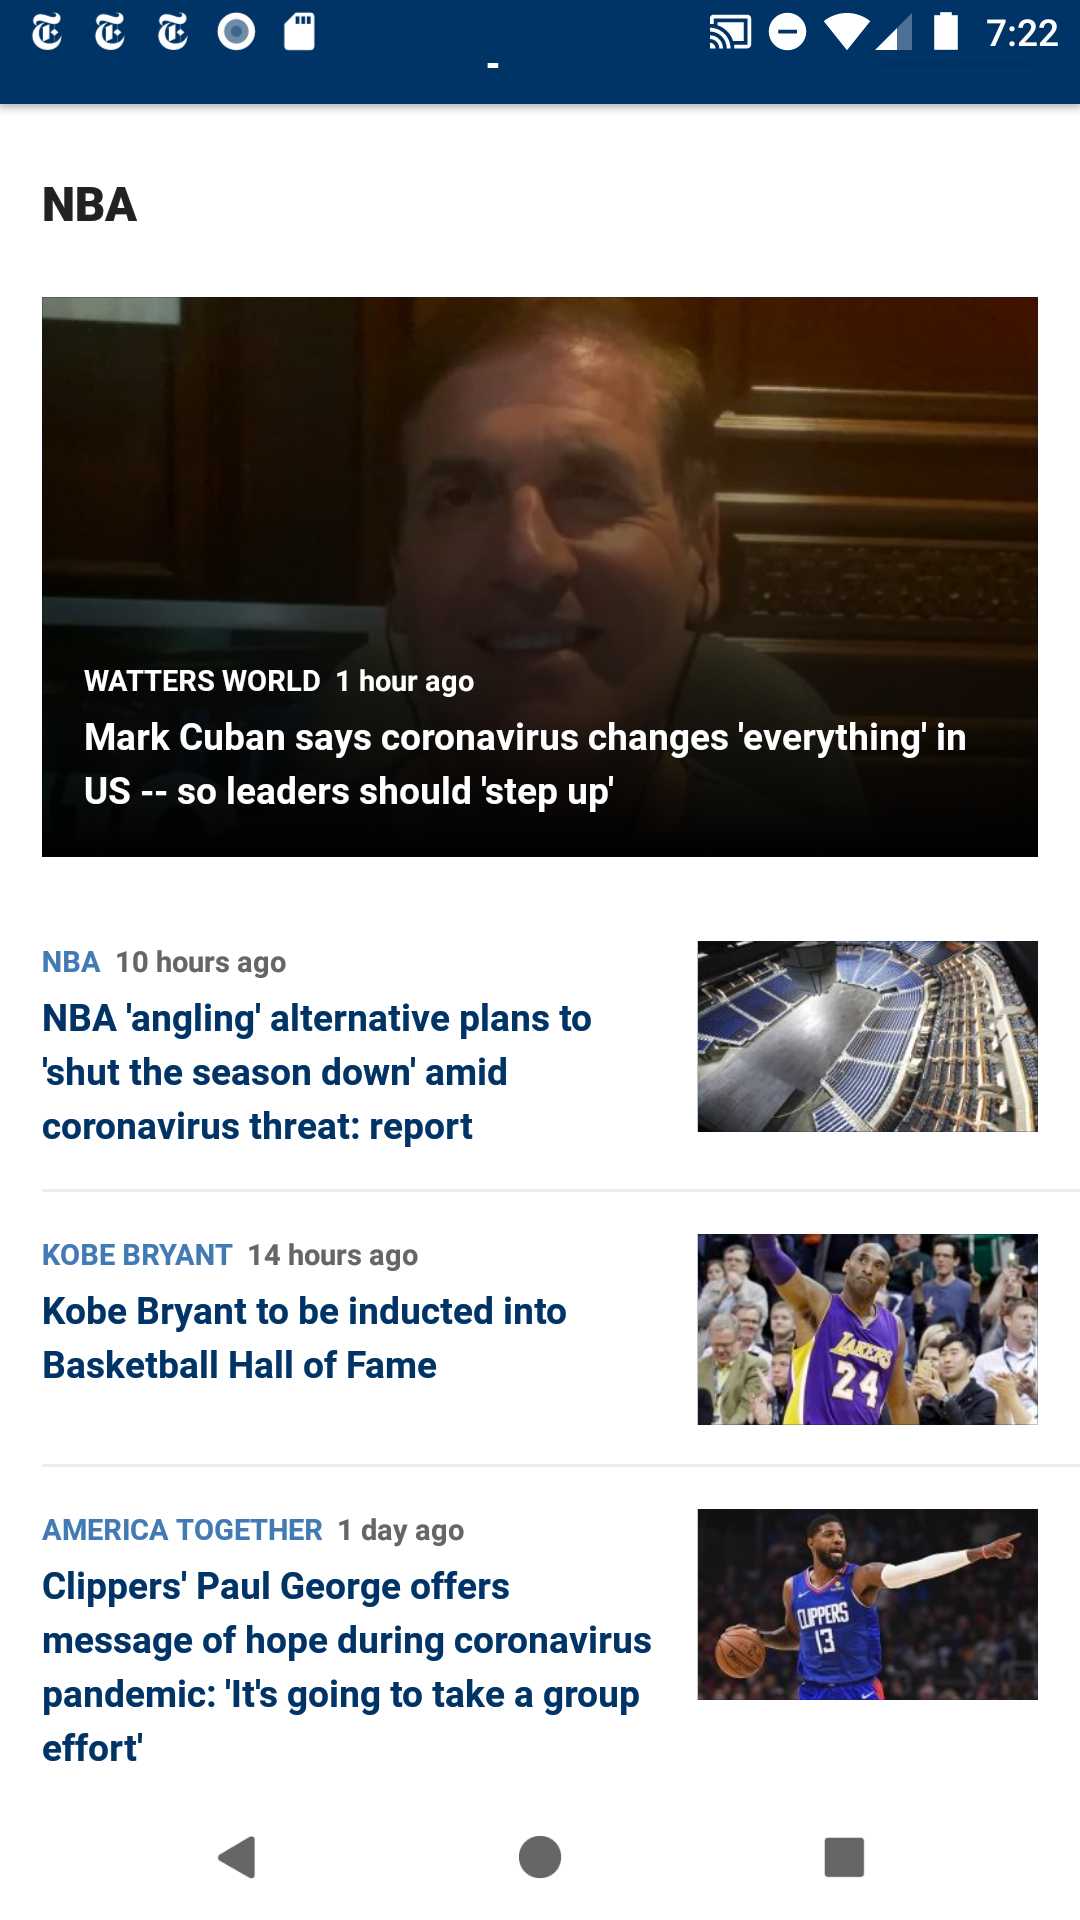 7:22
NBA
WATTERS WORLD 1 hour ago
Mark Cuban says coronavirus changes 'everything' in
US -- so leaders should 'step up'
NBA 10 hours ago
NBA 'angling' alternative plans to
'shut the season down' amid
coronavirus threat: report
KOBE BRYANT 14 hours ago
Kobe Bryant to be inducted into
Basketball Hall of Fame
LAKERS
24
AMERICA TOGETHER 1 day ago
Clippers' Paul George offers
message of hope during coronavirus
pandemic: 'It's going to take a group
effort'
CLIPPERS
13